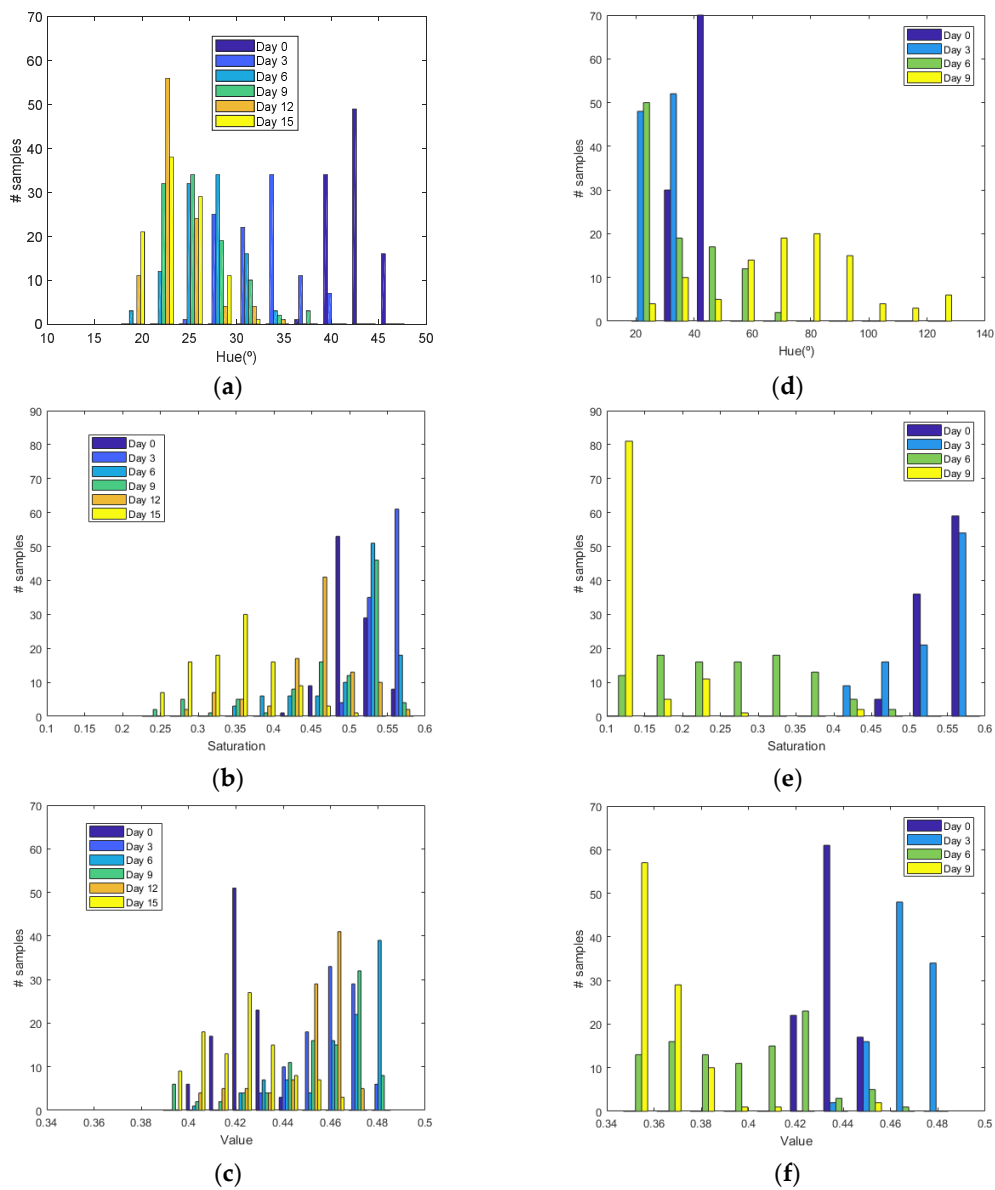 70
60
50
40
30
20
10
0
# samples
Day 0
Day 3
Day 6
Day 9
Day 12
Day 15
10 15 20 25 30 35 40 45 50
Hue(º)
(a)
70
60
50
40
30
20
10
0
# samples
Day 0
Day 3
Day 6
Day 9
0 20 40 60 80 100 120 140
Hue(º)
(d)
90
80
70
60
50
40
30
20
10
0
# samples
Day 0
Day 3
Day 6
Day 9
Day 12
Day 15
0.1 0.15 0.2 0.25 0.3 0.35 0.4 0.45 0.5 0.55 0.6
Saturation
(b)
90
80
70
60
50
40
30
20
10
0
# samples
Day 0
Day 3
Day 6
Day 9
0.1 0.15 0.2 0.25 0.3 0.35 0.4 0.45 0.5 0.55 0.6
Saturation
(e)
70
60
50
40
30
20
10
0
# samples
Day 0
Day 3
Day 6
Day 9
Day 12
Day 15
0.34 0.36 0.38 0.4 0.42 0.44 0.46 0.48 0.5
Value
(c)
70
60
50
40
30
20
10
0
# samples
Day 0
Day 3
Day 6
Day 9
0.34 0.36 0.38 0.4 0.42 0.44 0.46 0.48 0.5
Value
(f)